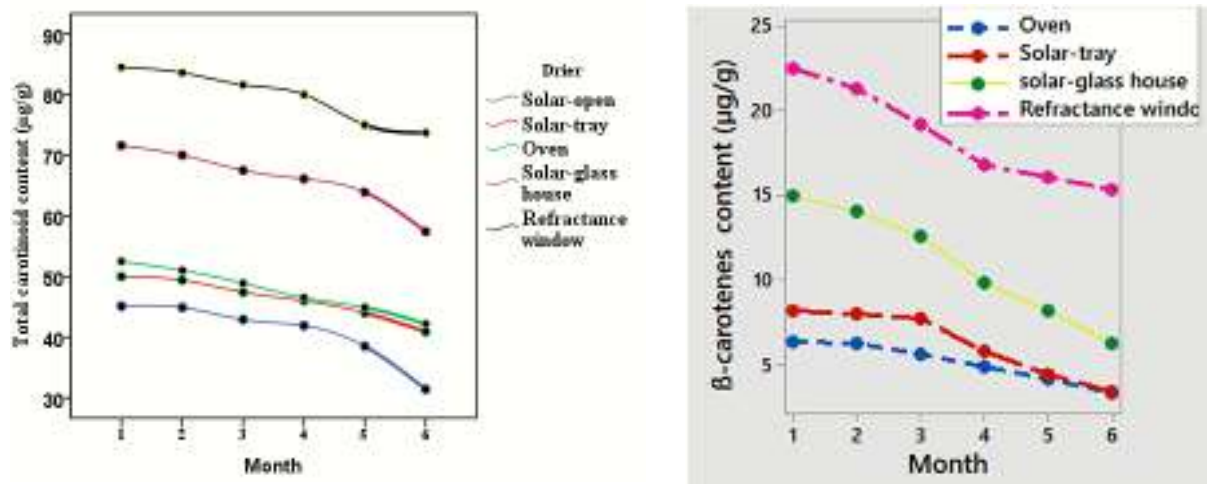 Total carotinoid content (µg/g)
90
80
70
60
50
40
30
1 2 3 4 5 6
Month
Drier
Solar-open
Solar-tray
Oven
Solar-glass
house
Refractance
window
ß-carotenes content (µg/g)
25
20
15
10
5
1 2 3 4 5 6
Month
Oven
Solar-tray
solar-glass house
Refractance windo